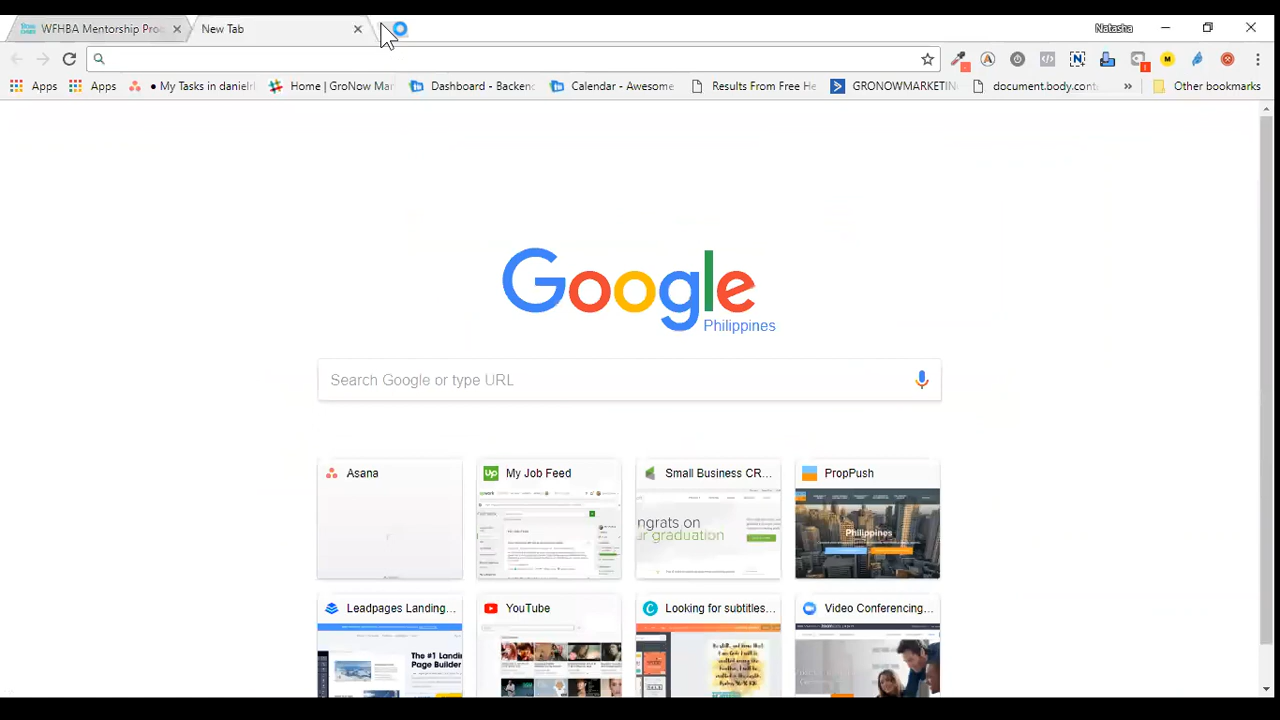 WFHBA Mentorship Pro
New Tab
Natasha
Apps
Apps
• My Tasks in danielr
Home | GroNow Mar
Dashboard - Backend
Calendar - Awesome
Results From Free He
GRONOWMARKETIN
document.body.cont
»
Other bookmarks
Google
Philippines
Search Google or type URL
Asana
My Job Feed
Small Business CR...
PropPush
ngrats on
ur graduation
Philippines
Leadpages Landing...
YouTube
Looking for subtitles...
Video Conferencing...
The #1 Landin
Page Builder